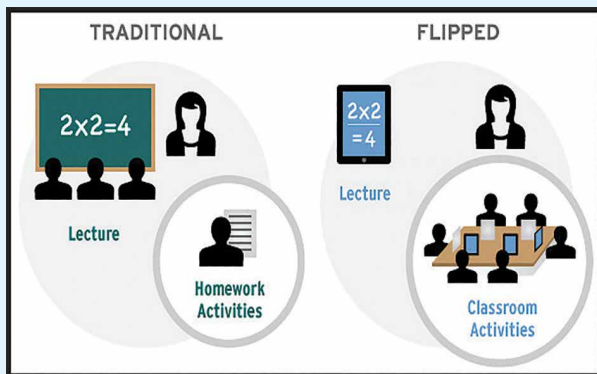 TRADITIONAL
2x2=4
Lecture
Homework
Activities
FLIPPED
2x2
=4
Lecture
Classroom
Activities